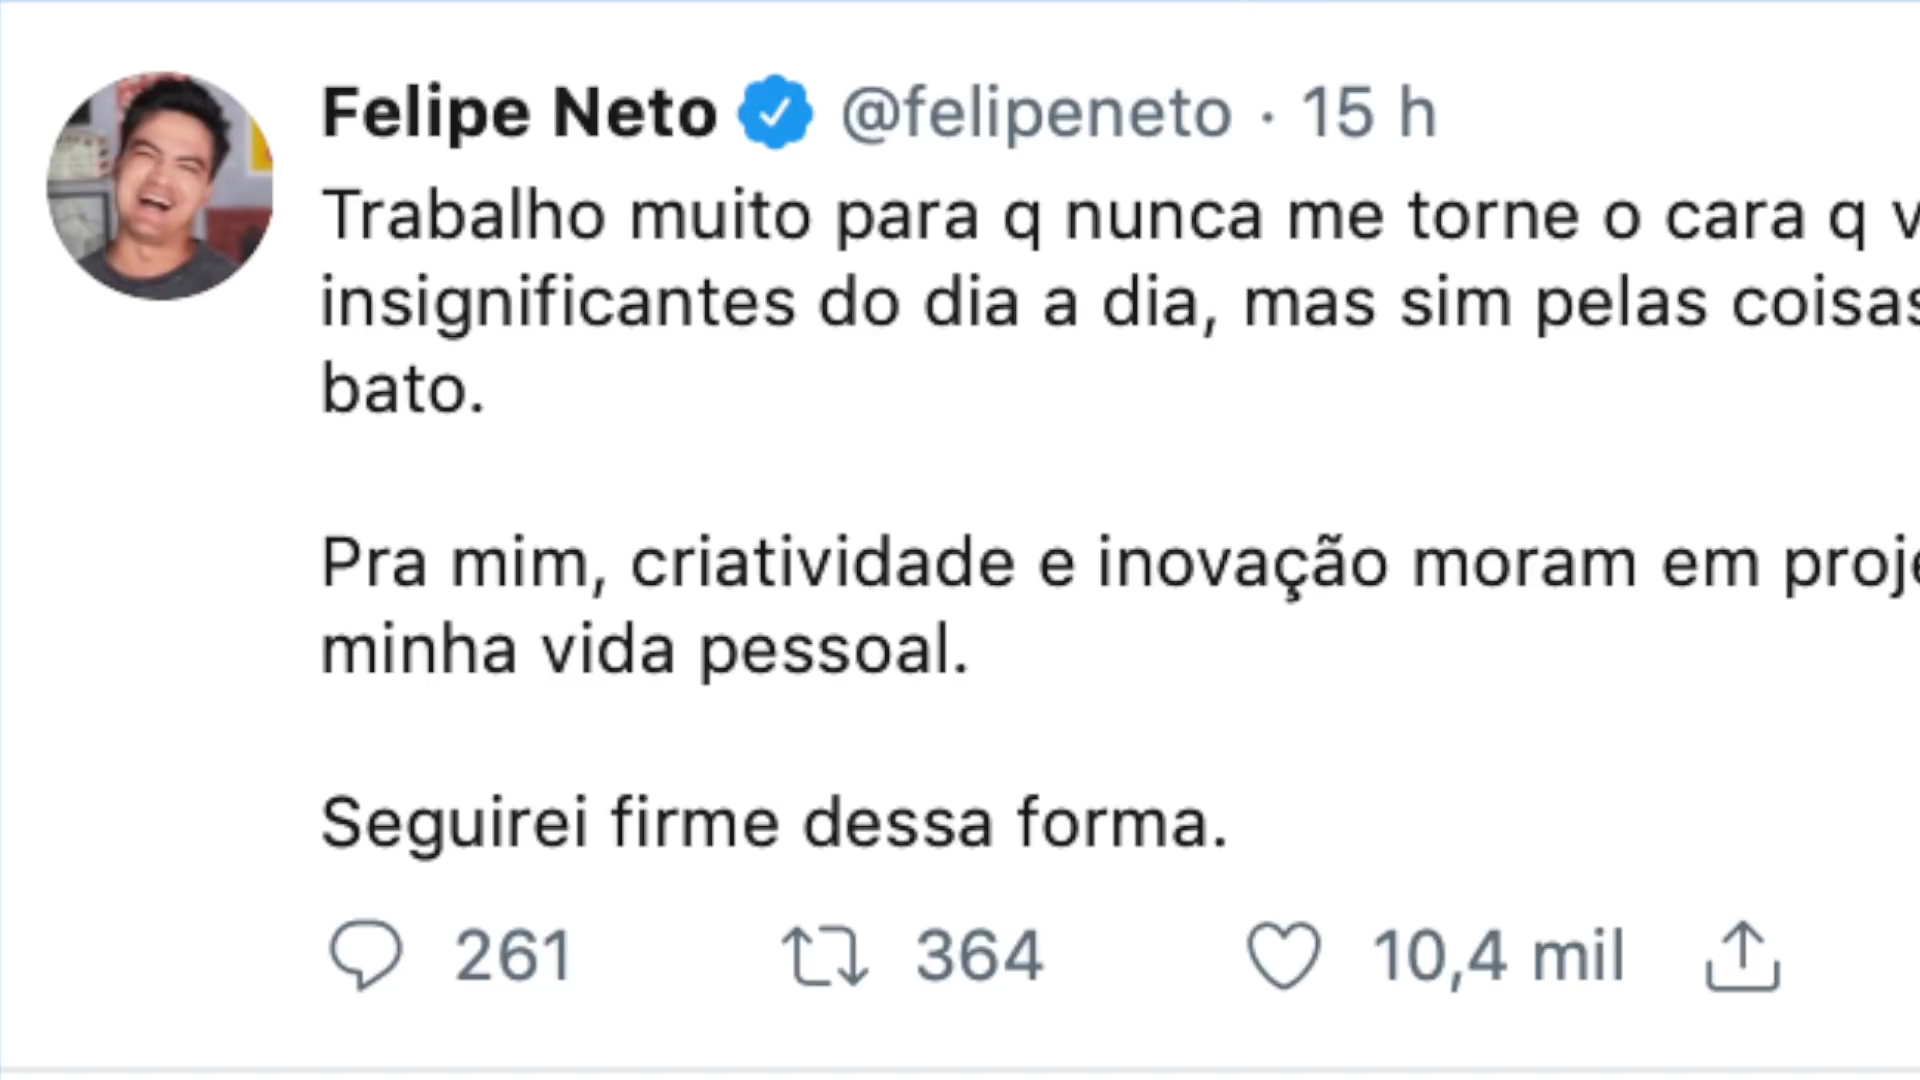 Felipe Neto @felipeneto · 15 h
Trabalho muito para q nunca me torne o cara q
insignificantes do dia a dia, mas sim pelas coisas
bato.
Pra mim, criatividade e inovação moram em
minha vida pessoal.
Seguirei firme dessa forma.
261 364 10,4 mil